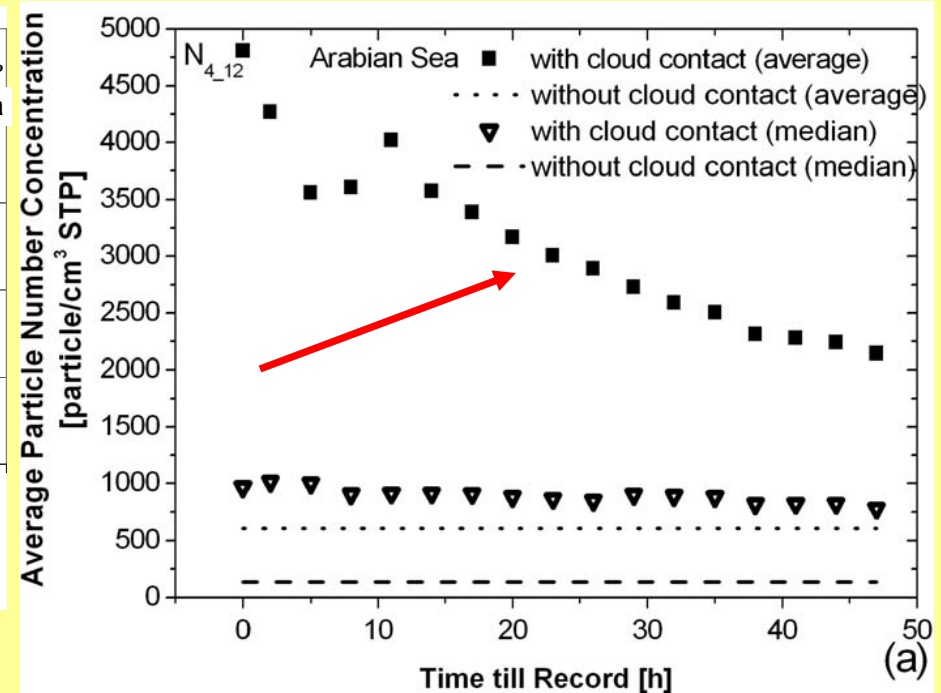 a
Average Particle Number Concentration
[particle/cm³ STP]
5000
4500
4000
3500
3000
2500
2000
1500
1000
500
0
N4_12
Arabian Sea
with cloud contact (average)
without cloud contact (average)
with cloud contact (median)
without cloud contact (median)
0 10 20 30 40 50
Time till Record [h]
(a)